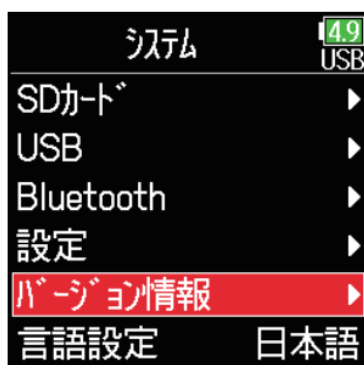 ｼｽﾃﾑ 4.9
USB
SDｶｰﾄﾞ
USB
Bluetooth
設定
ﾊﾞｰｼﾞｮﾝ情報
言語設定 日本語